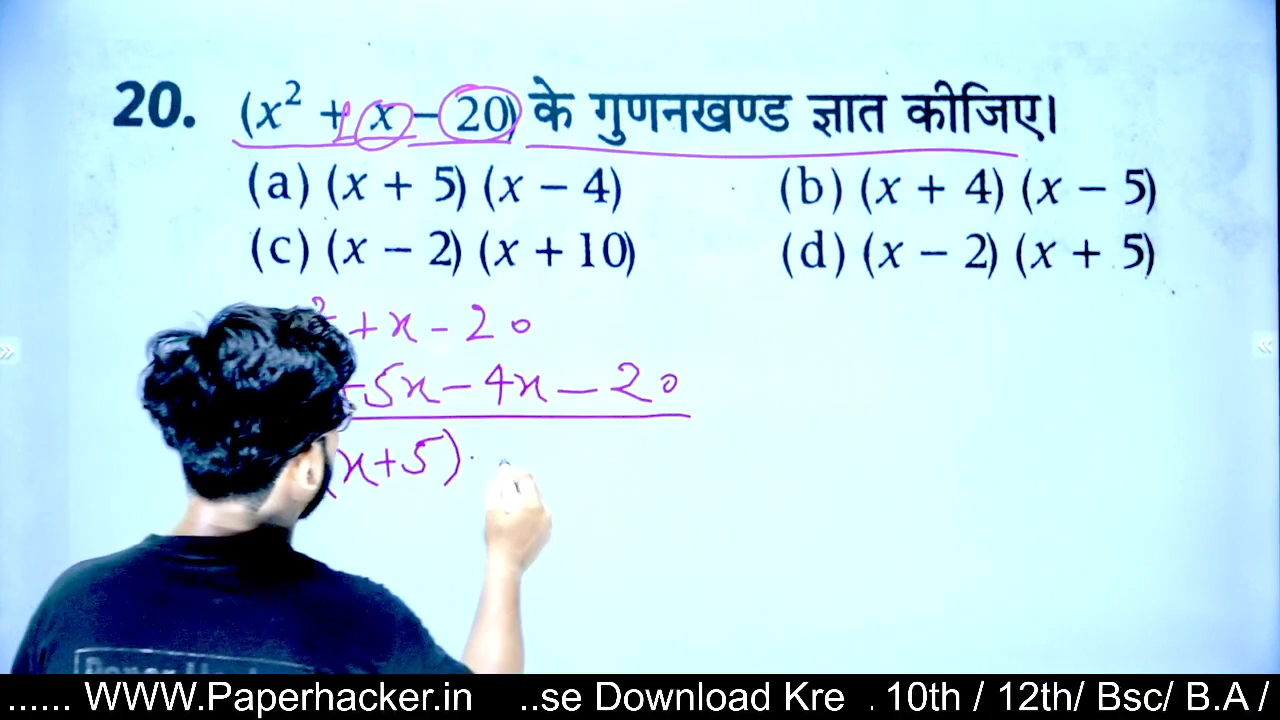 20. (x² + x − 20) के गुणनखण्ड ज्ञात कीजिए।
(a) (x + 5) (x − 4) (b) (x + 4) (x − 5)
(c) (x − 2) (x + 10) (d) (x − 2) (x + 5)
² + x − 20
+ 5x − 4x − 20
(x+5)
...... WWW.Paperhacker.in ..se Download Kre . 10th / 12th/ Bsc/ B.A /